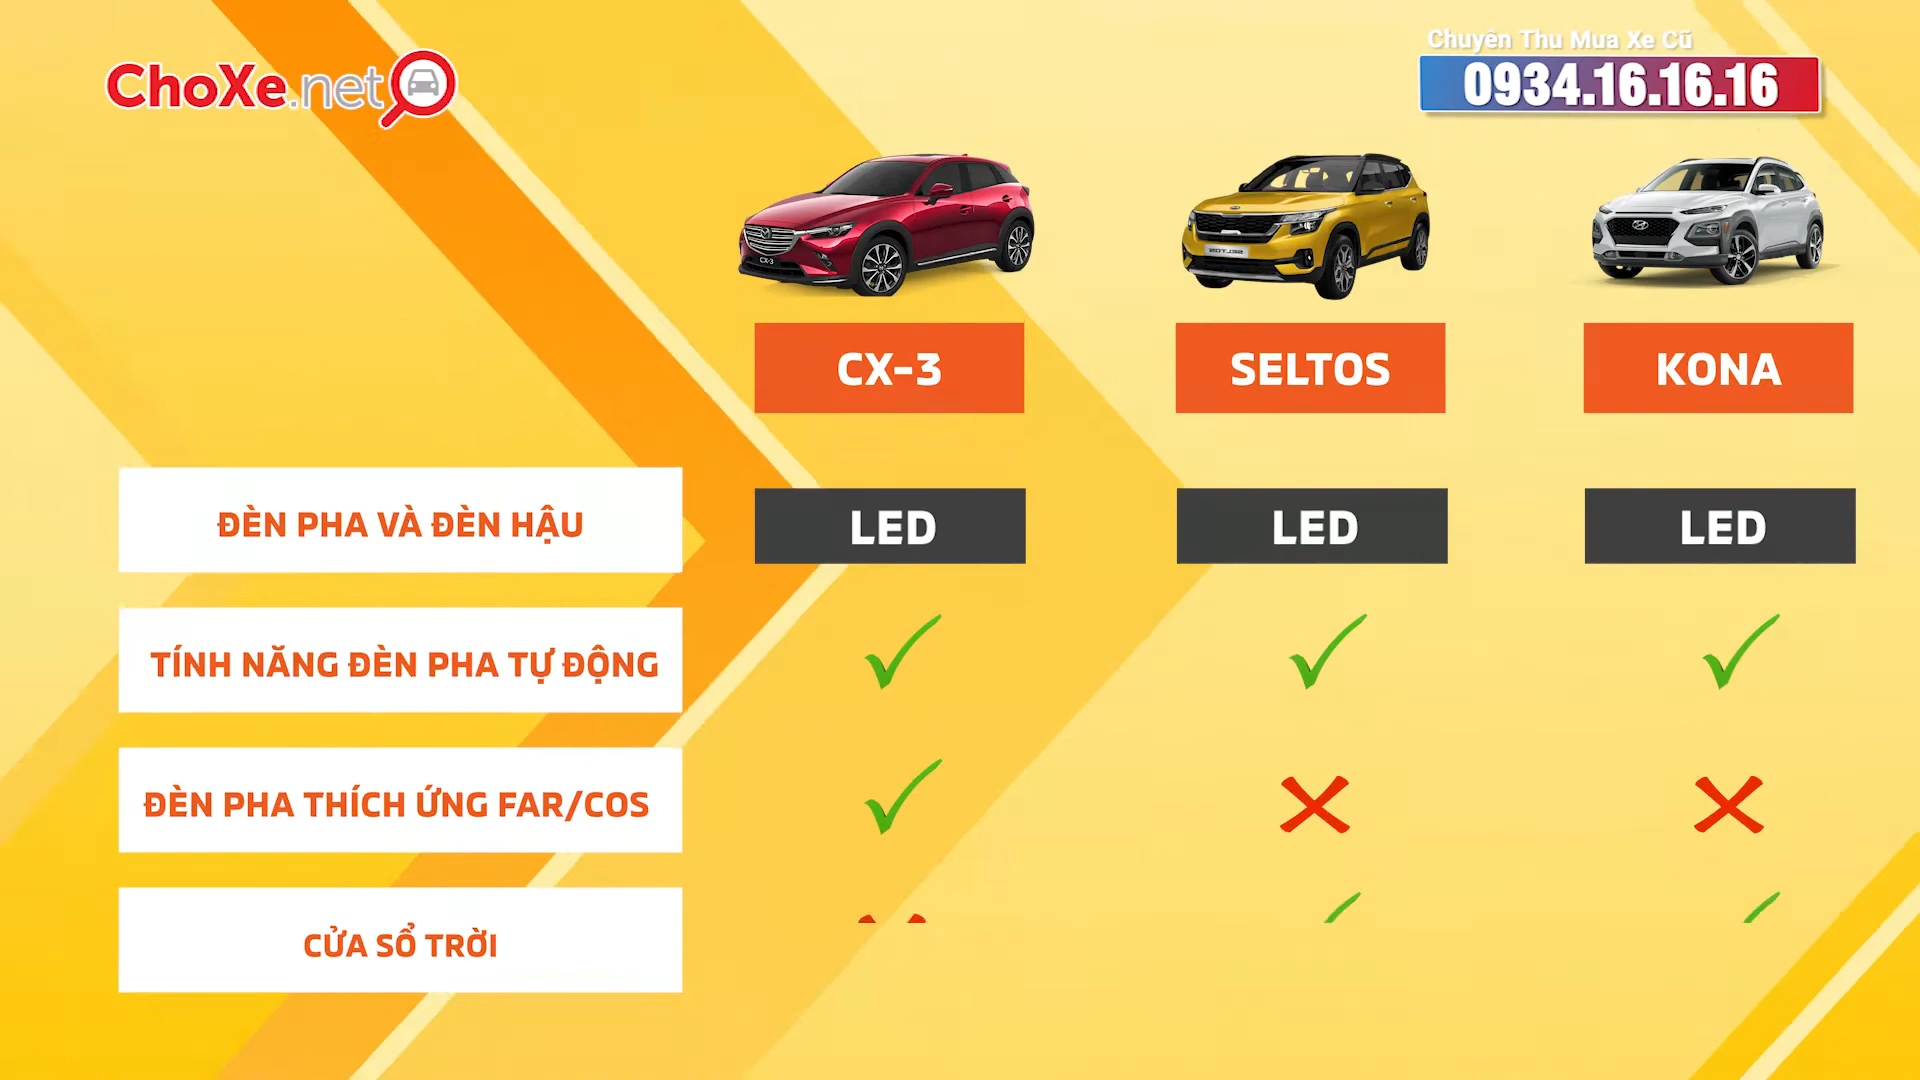 ChoXe.net
Chuyên Thu Mua Xe Cũ
0934.16.16.16
CX-3
SELTOS
KONA
ĐÈN PHA VÀ ĐÈN HẬU
LED
LED
LED
TÍNH NĂNG ĐÈN PHA TỰ ĐỘNG
ĐÈN PHA THÍCH ỨNG FAR/COS
CỬA SỔ TRỜI